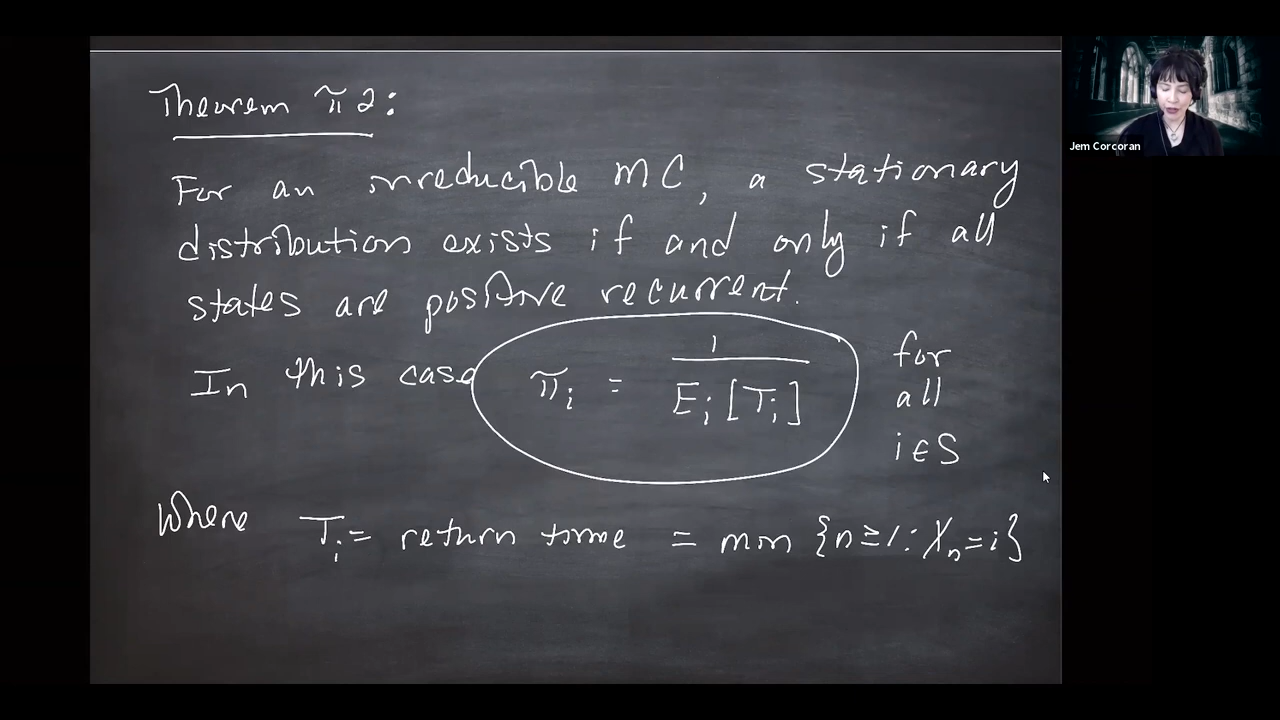 Theorem π2:
For an irreducible MC, a stationary
distribution exists if and only if all
states are positive recurrent.
In this case π_i = 1 / E_i[T_i] for
all
i∈S
Where T_i = return time = min {n≥1: X_n=i}
Jem Corcoran